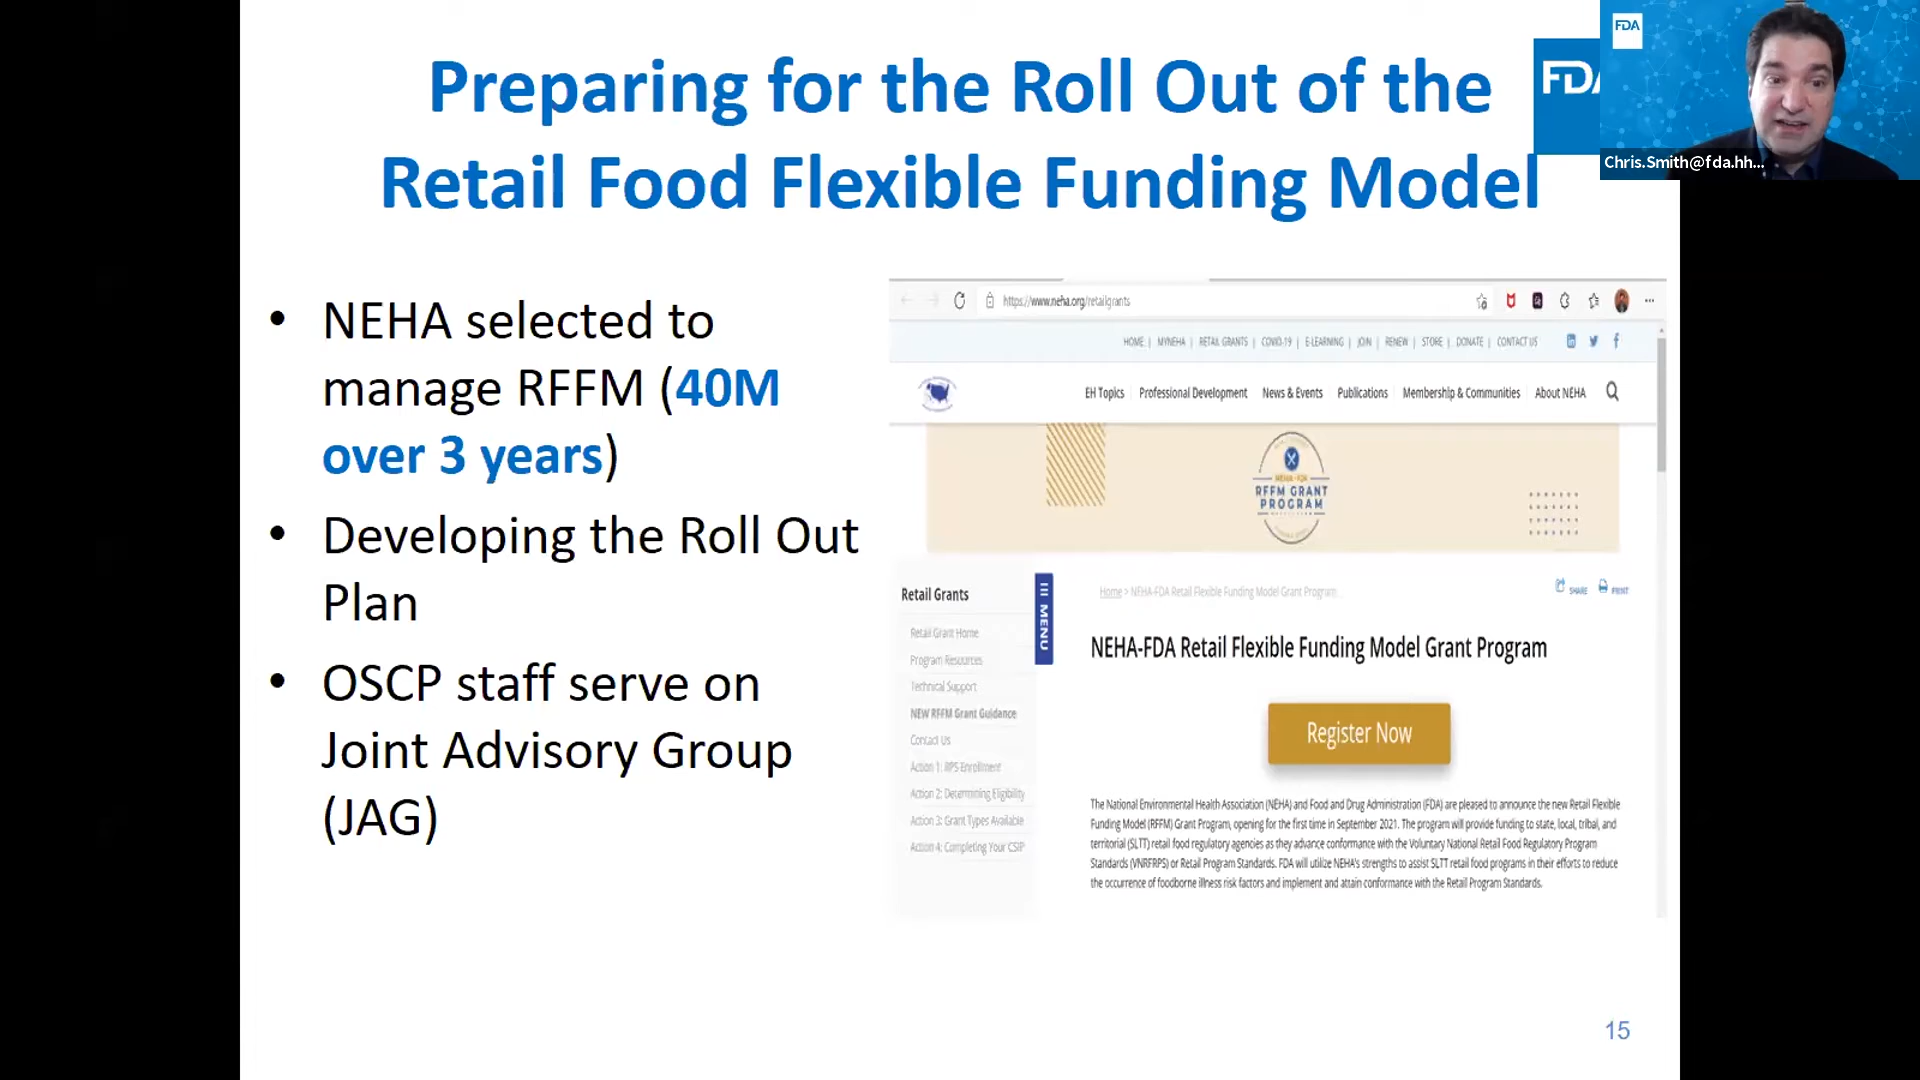 Preparing for the Roll Out of the
Retail Food Flexible Funding Model
FDA
FDA
Chris.Smith@fda.hh...
• NEHA selected to
manage RFFM (40M
over 3 years)
• Developing the Roll Out
Plan
• OSCP staff serve on
Joint Advisory Group
(JAG)
https://www.neha.org/retailgrants
HOME | MYNEHA | RETAIL GRANTS | COVID-19 | E-LEARNING | JOIN | RENEW | STORE | DONATE | CONTACT US
EH Topics | Professional Development | News & Events | Publications | Membership & Communities | About NEHA
NEHA-FDA
RFFM GRANT
PROGRAM
Retail Grants
Retail Grant Home
Program Resources
Technical Support
NEW RFFM Grant Guidance
Contact Us
Action 1: RPS Enrollment
Action 2: Determining Eligibility
Action 3: Grant Types Available
Action 4: Completing Your CSIP
MENU
Home > NEHA-FDA Retail Flexible Funding Model Grant Program
SHARE
PRINT
NEHA-FDA Retail Flexible Funding Model Grant Program
Register Now
The National Environmental Health Association (NEHA) and Food and Drug Administration (FDA) are pleased to announce the new Retail Flexible
Funding Model (RFFM) Grant Program, opening for the first time in September 2021. The program will provide funding to state, local, tribal, and
territorial (SLTT) retail food regulatory agencies as they advance conformance with the Voluntary National Retail Food Regulatory Program
Standards (VNRFRPS) or Retail Program Standards. FDA will utilize NEHA's strengths to assist SLTT retail food programs in their efforts to reduce
the occurrence of foodborne illness risk factors and implement and attain conformance with the Retail Program Standards.
15